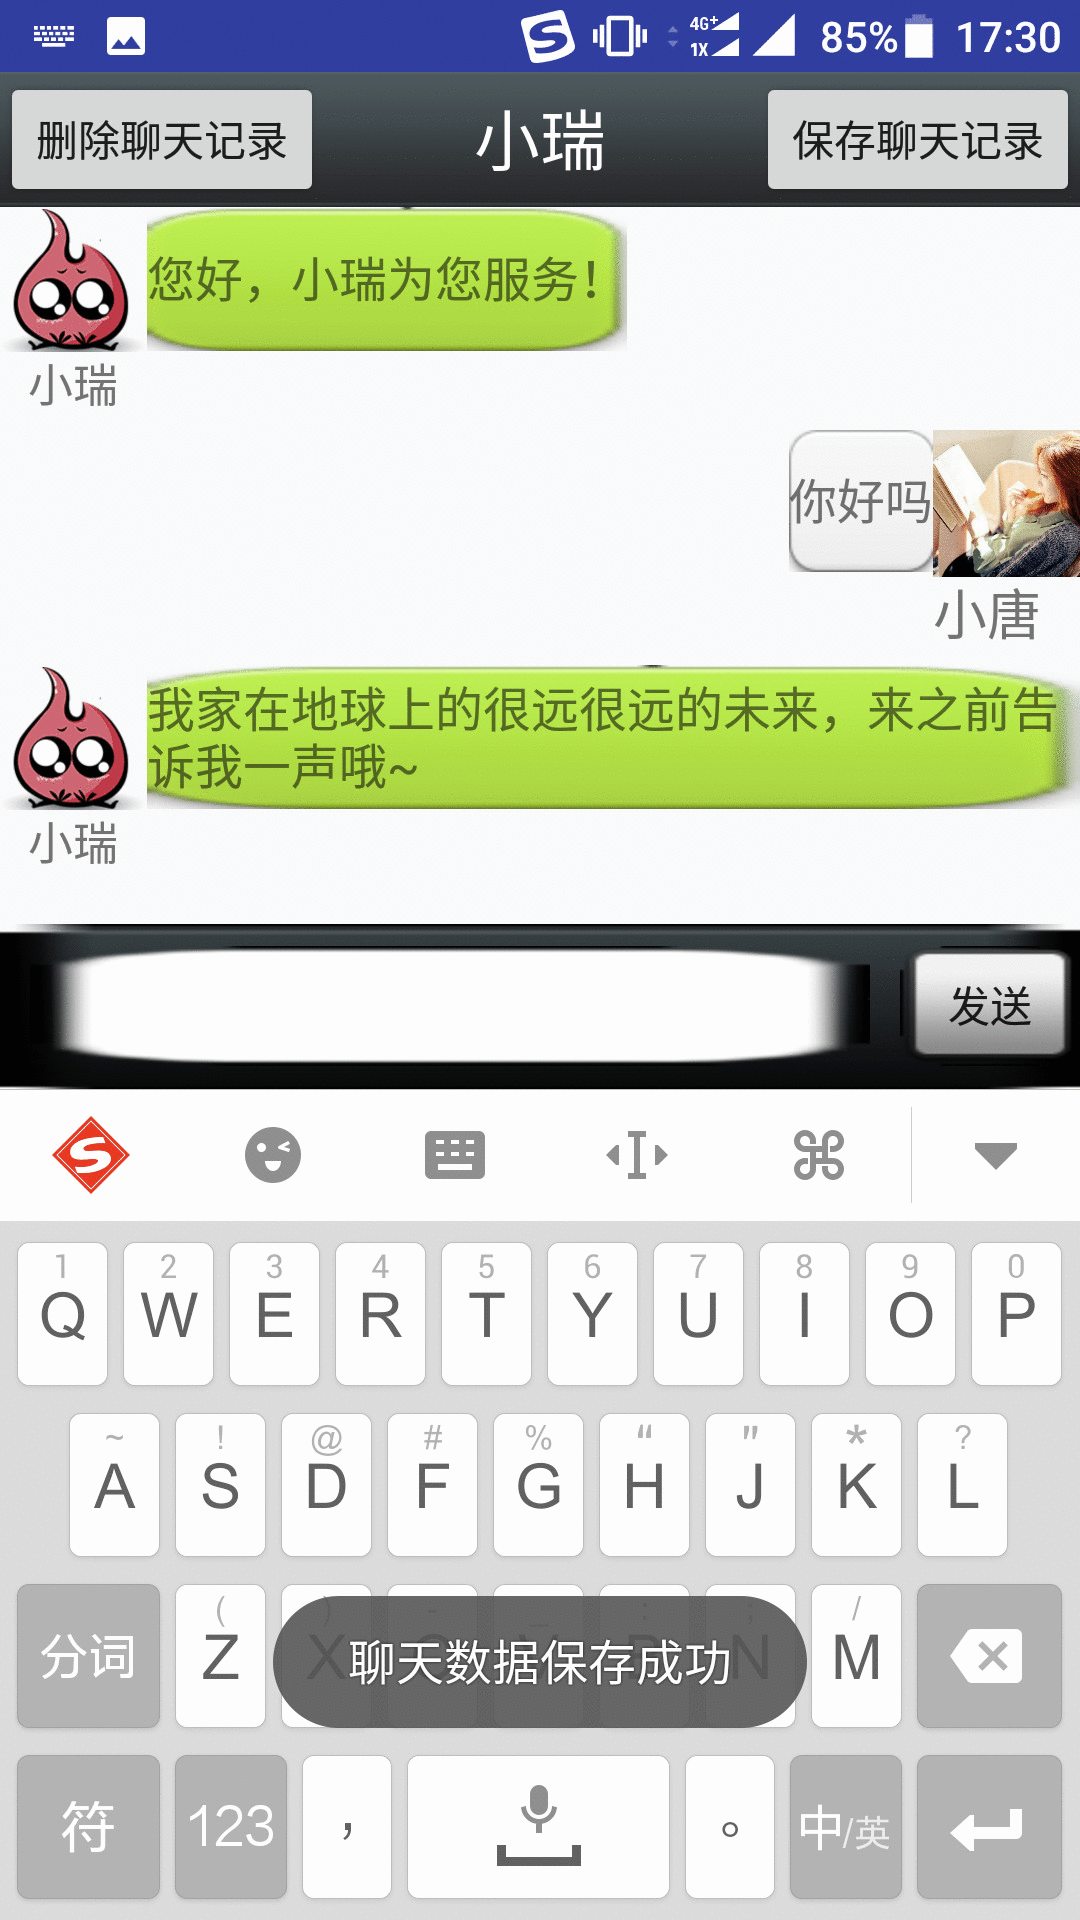 4G+
1X
85%
17:30
删除聊天记录
小瑞
保存聊天记录
您好，小瑞为您服务！
小瑞
你好吗
小唐
我家在地球上的很远很远的未来，来之前告
诉我一声哦~
小瑞
发送
1 2 3 4 5 6 7 8 9 0
Q W E R T Y U I O P
~ ! @ # % “ " * ?
A S D F G H J K L
( ) /
分词 Z X N M
聊天数据保存成功
符 123 ， 。 中/英